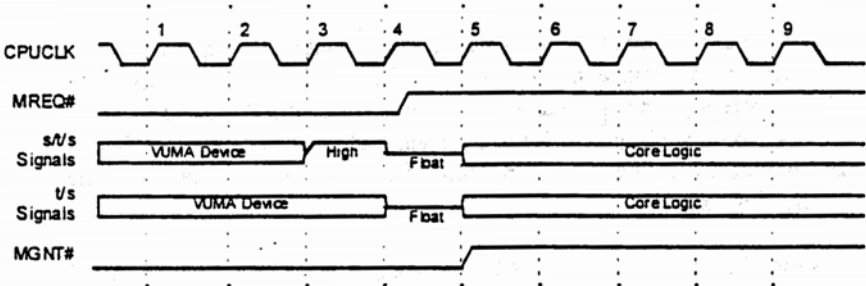 1 2 3 4 5 6 7 8 9
CPUCLK
MREQ#
s/t/s
Signals
VUMA Device High Float Core Logic
t/s
Signals
VUMA Device Float Core Logic
MGNT#